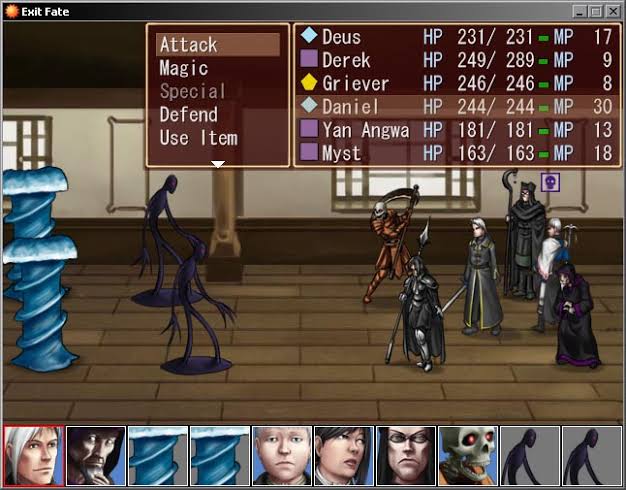 Exit Fate
Attack
Magic
Special
Defend
Use Item
Deus HP 231/ 231 MP 17
Derek HP 249/ 289 MP 9
Griever HP 246/ 246 MP 8
Daniel HP 244/ 244 MP 30
Yan Angwa HP 181/ 181 MP 13
Myst HP 163/ 163 MP 18